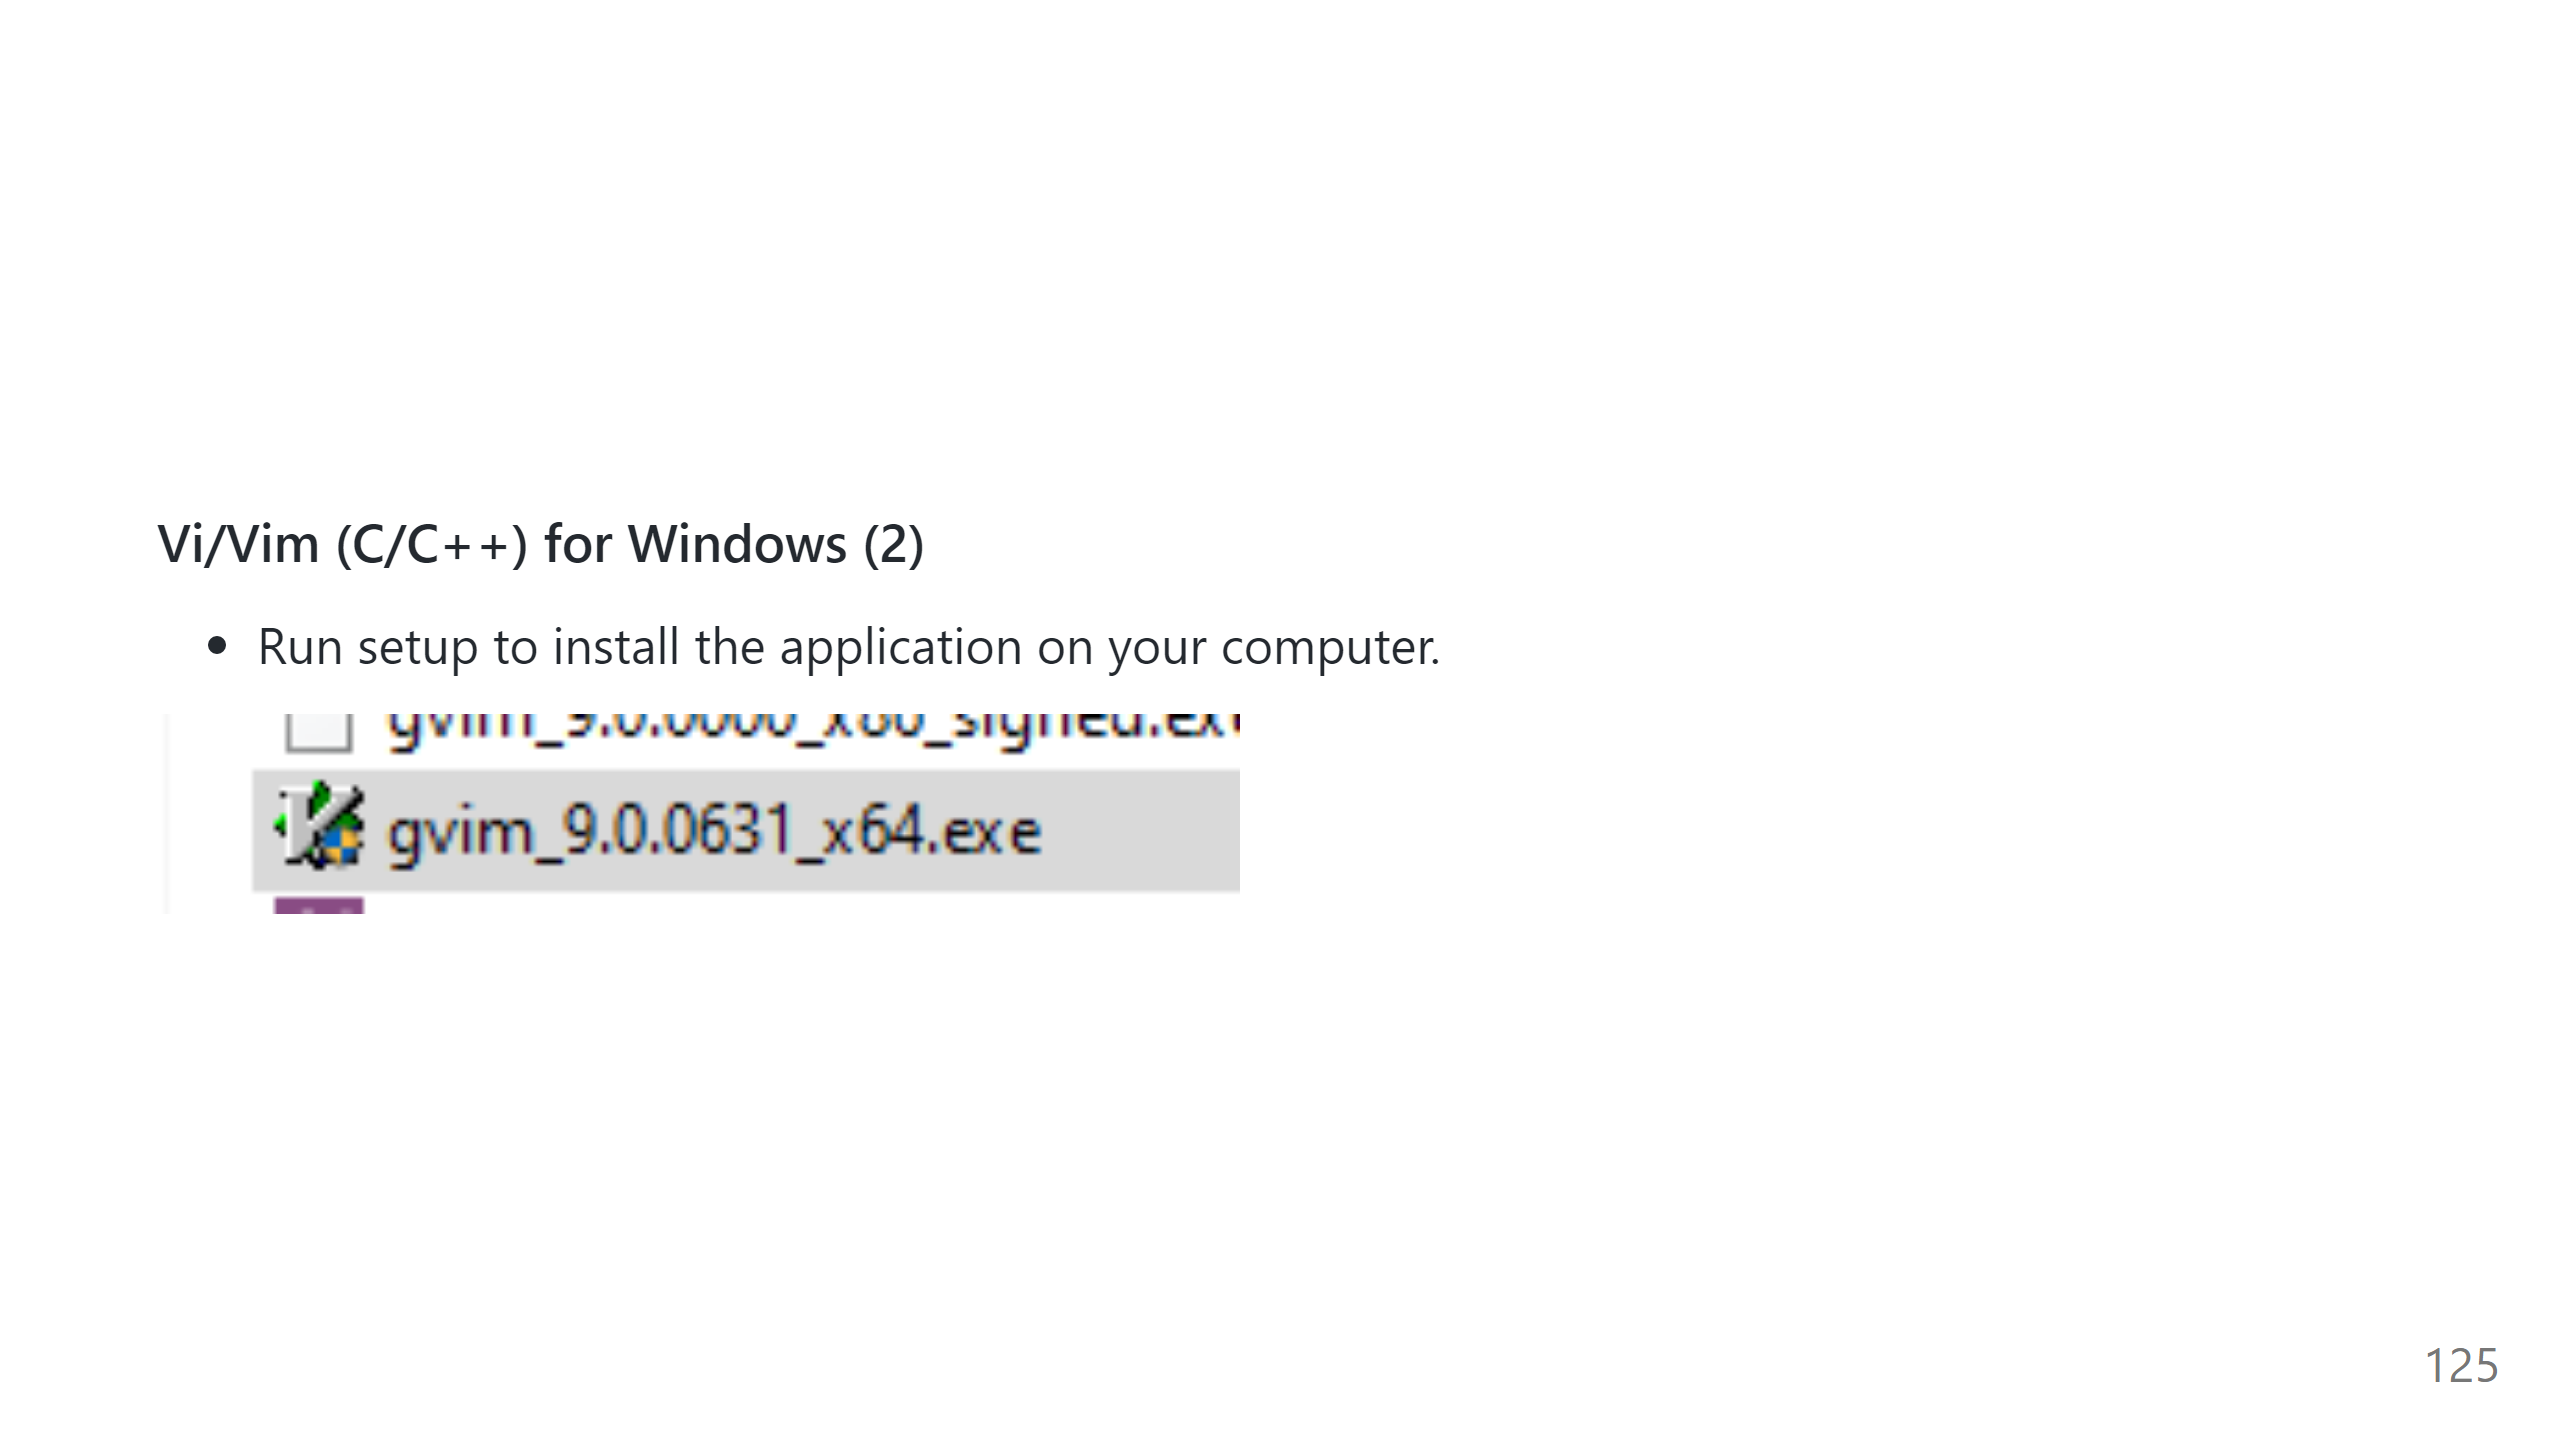 Vi/Vim (C/C++) for Windows (2)
• Run setup to install the application on your computer.
gvim_9.0.0631_x64.exe
125